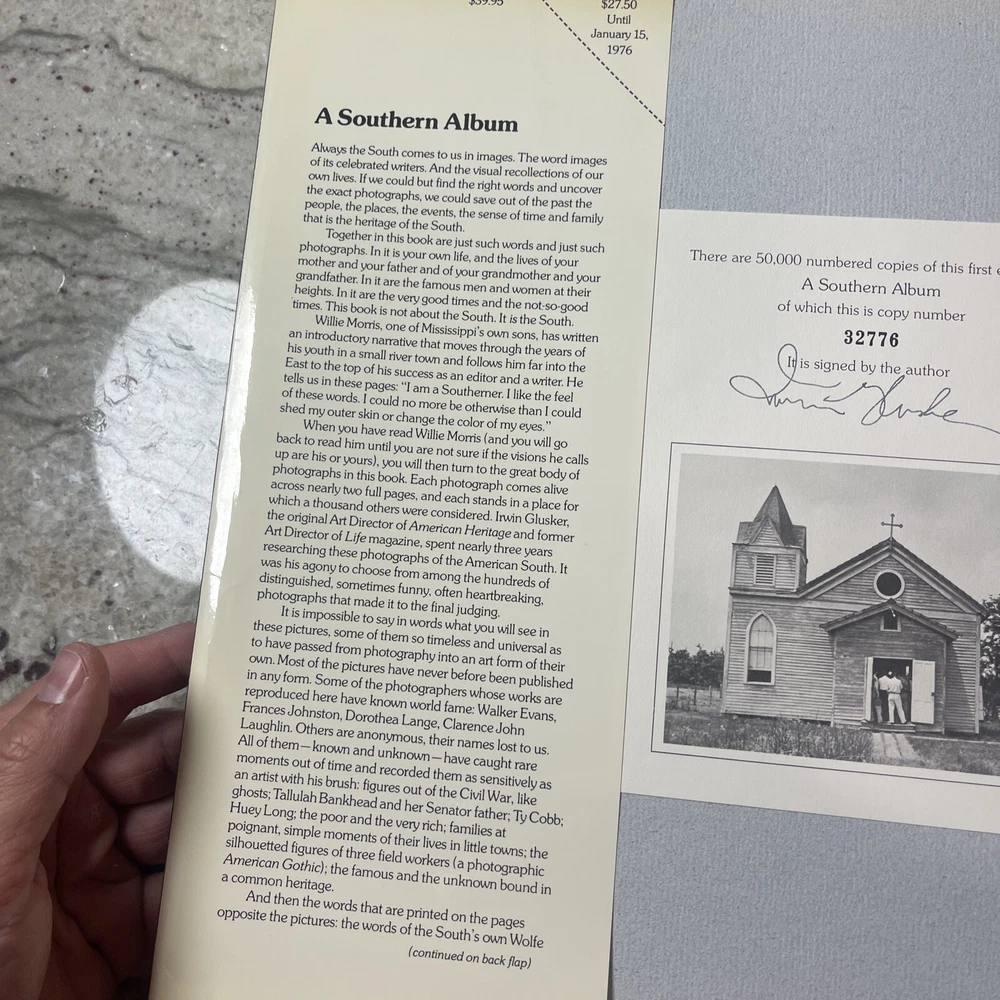 $39.95
$27.50
Until
January 15,
1976
A Southern Album
Always the South comes to us in images. The word images
of its celebrated writers. And the visual recollections of our
own lives. If we could but find the right words and uncover
the exact photographs, we could save out of the past the
people, the places, the events, the sense of time and family
that is the heritage of the South.
Together in this book are just such words and just such
photographs. In it is your own life, and the lives of your
mother and your father and of your grandmother and your
grandfather. In it are the famous men and women at their
heights. In it are the very good times and the not-so-good
times. This book is not about the South. It is the South.
Willie Morris, one of Mississippi's own sons, has written
an introductory narrative that moves through the years of
his youth in a small river town and follows him far into the
East to the top of his success as an editor and a writer. He
tells us in these pages: "I am a Southerner. I like the feel
of these words. I could no more be otherwise than I could
shed my outer skin or change the color of my eyes."
When you have read Willie Morris (and you will go
back to read him until you are not sure if the visions he calls
up are his or yours), you will then turn to the great body of
photographs in this book. Each photograph comes alive
across nearly two full pages, and each stands in a place for
which a thousand others were considered. Irwin Glusker,
the original Art Director of American Heritage and former
Art Director of Life magazine, spent nearly three years
researching these photographs of the American South. It
was his agony to choose from among the hundreds of
distinguished, sometimes funny, often heartbreaking,
photographs that made it to the final judging.
It is impossible to say in words what you will see in
these pictures, some of them so timeless and universal as
to have passed from photography into an art form of their
own. Most of the pictures have never before been published
in any form. Some of the photographers whose works are
reproduced here have known world fame: Walker Evans,
Frances Johnston, Dorothea Lange, Clarence John
Laughlin. Others are anonymous, their names lost to us.
All of them—known and unknown—have caught rare
moments out of time and recorded them as sensitively as
an artist with his brush: figures out of the Civil War, like
ghosts; Tallulah Bankhead and her Senator father; Ty Cobb;
Huey Long; the poor and the very rich; families at
poignant, simple moments of their lives in little towns; the
silhouetted figures of three field workers (a photographic
American Gothic); the famous and the unknown bound in
a common heritage.
And then the words that are printed on the pages
opposite the pictures: the words of the South's own Wolfe
(continued on back flap)
There are 50,000 numbered copies of this first
A Southern Album
of which this is copy number
32776
It is signed by the author
Irwin Glusker